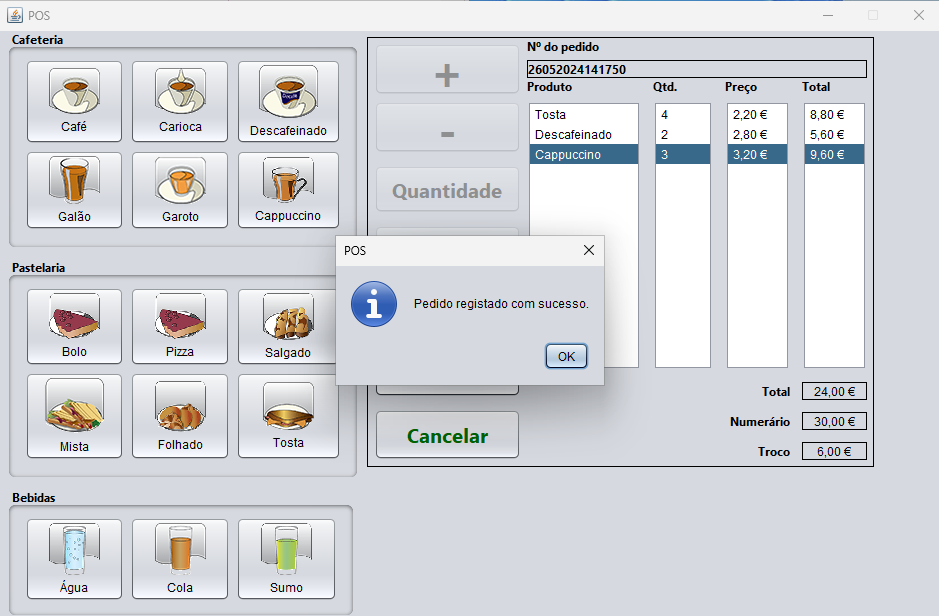 POS
Cafeteria
Café
Carioca
Descafeinado
Galão
Garoto
Cappuccino
Pastelaria
Bolo
Pizza
Salgado
Mista
Folhado
Tosta
Bebidas
Água
Cola
Sumo
+
-
Quantidade
Cancelar
Nº do pedido
26052024141750
Produto Qtd. Preço Total
Tosta 4 2,20 € 8,80 €
Descafeinado 2 2,80 € 5,60 €
Cappuccino 3 3,20 € 9,60 €
Total 24,00 €
Numerário 30,00 €
Troco 6,00 €
POS
Pedido registado com sucesso.
OK